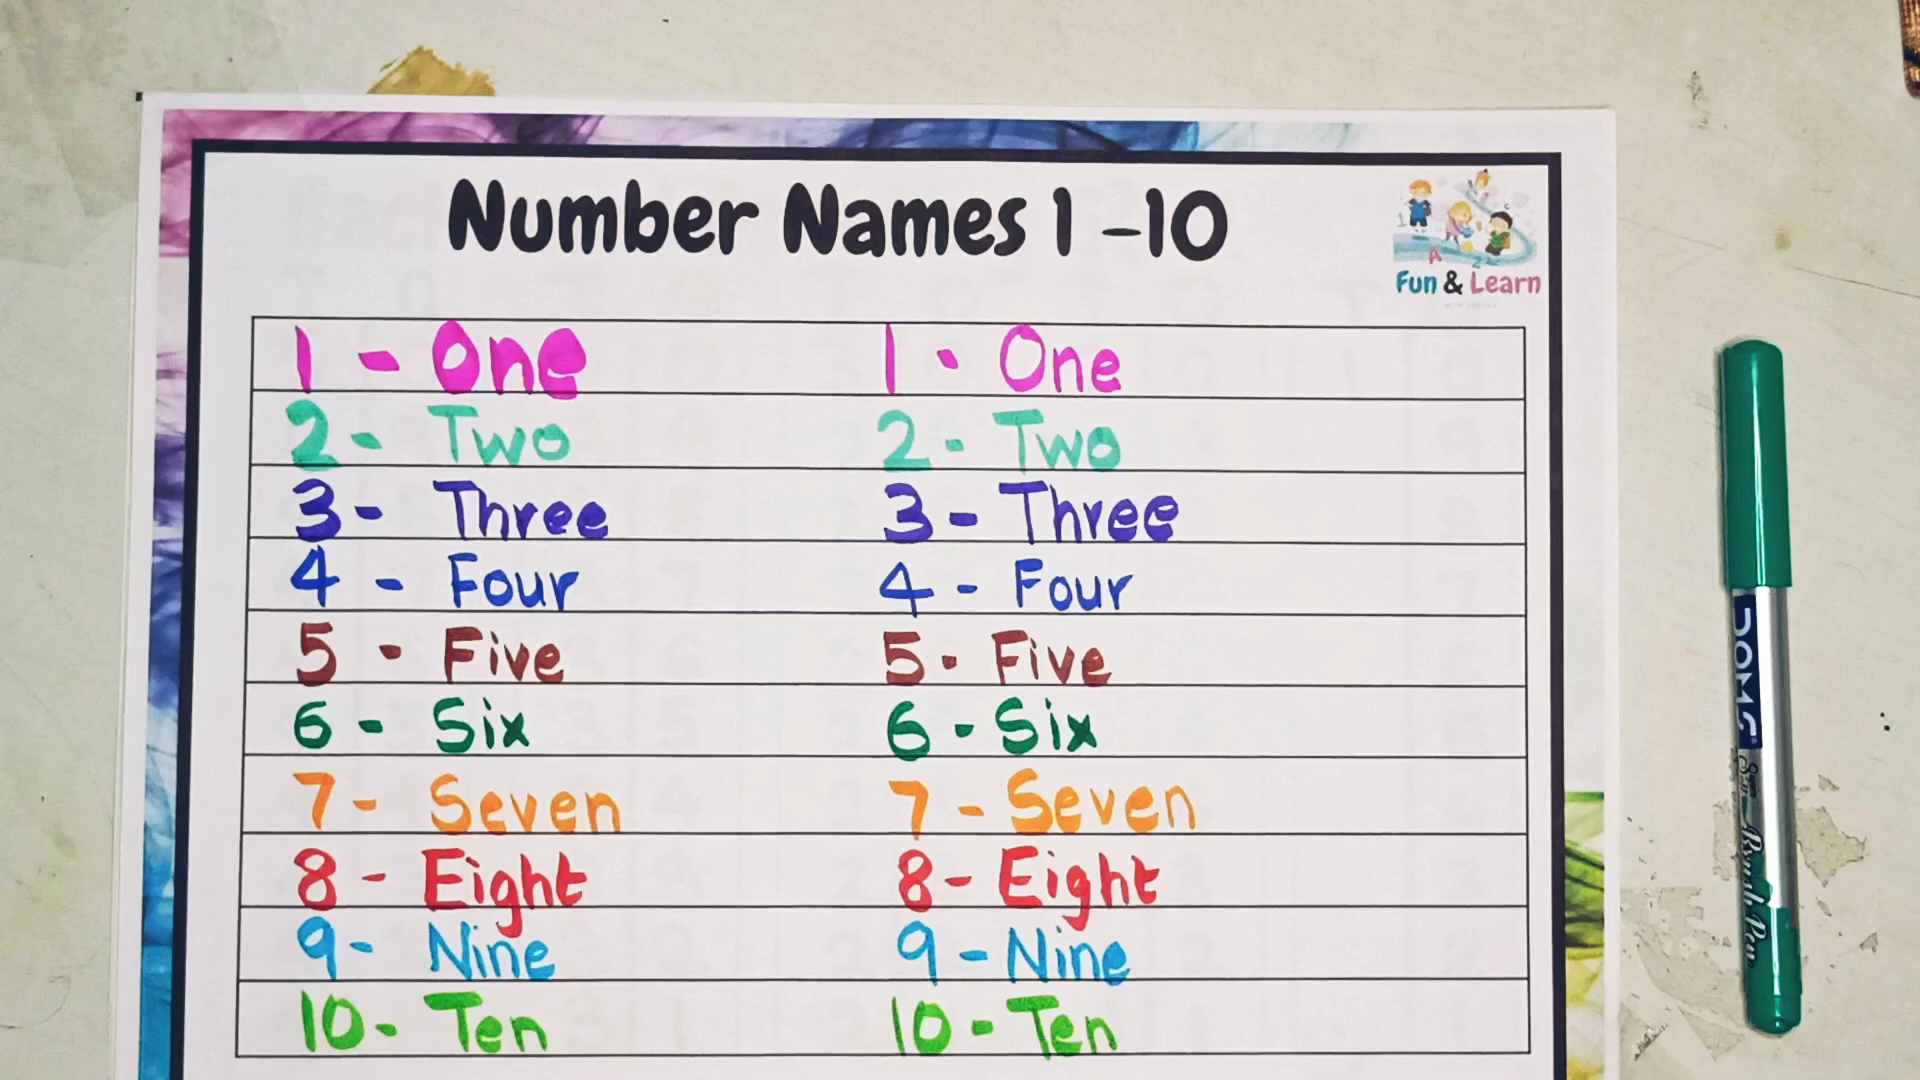 Number Names 1 - 10
Fun & Learn
1 - One 1 - One
2 - Two 2 - Two
3 - Three 3 - Three
4 - Four 4 - Four
5 - Five 5 - Five
6 - Six 6 - Six
7 - Seven 7 - Seven
8 - Eight 8 - Eight
9 - Nine 9 - Nine
10 - Ten 10 - Ten
DOMS
Brush Pen